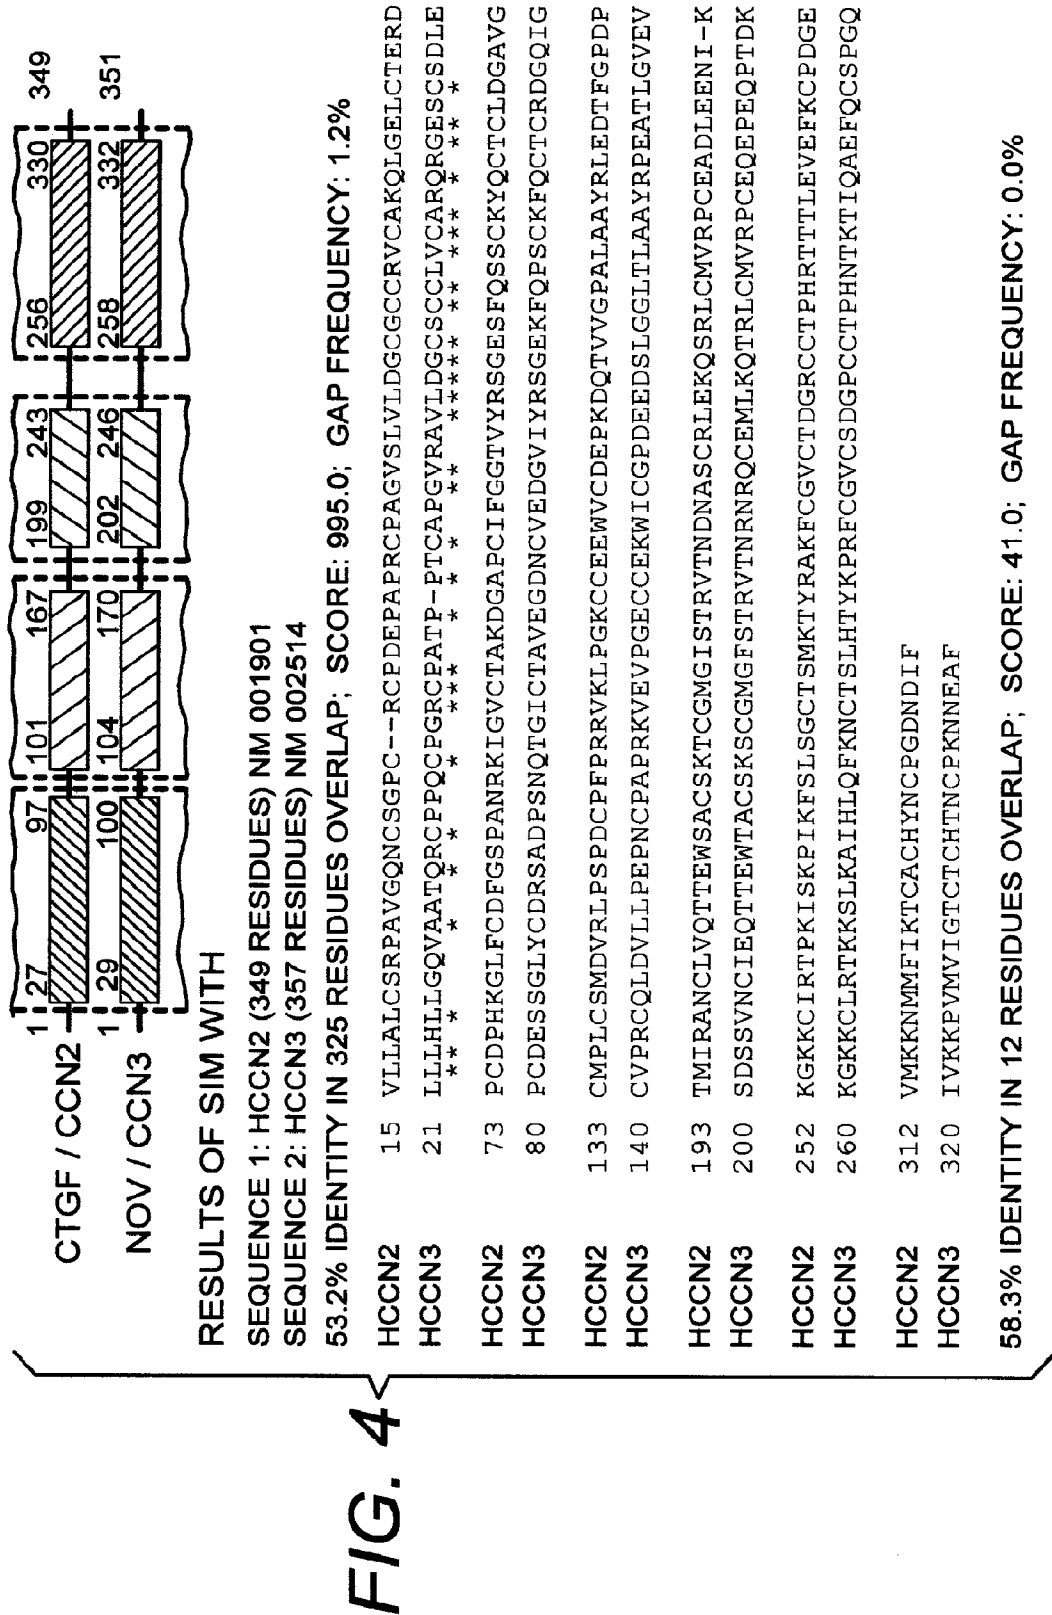 FIG. 4
CTGF / CCN2 1 27 97 101 167 199 243 256 330 349
NOV / CCN3 1 29 100 104 170 202 246 258 332 351
RESULTS OF SIM WITH
SEQUENCE 1: HCCN2 (349 RESIDUES) NM 001901
SEQUENCE 2: HCCN3 (357 RESIDUES) NM 002514
53.2% IDENTITY IN 325 RESIDUES OVERLAP; SCORE: 995.0; GAP FREQUENCY: 1.2%
HCCN2 15 VLLALCSRPAVGQNCSGPC--RCPDEPAPRCPAGVSLVLDGCGCCRVCAKQLGELCTERD
HCCN3 21 LLLHLLGQVAATQRCPPQCPGRCPATP-PTCAPGVRAVLDGCSCCLVCARQRGESCSDLE
** * * * * * *** * * * ** ***** ** *** * ** *
HCCN2 73 PCDPHKGLFCDFGSPANRKIGVCTAKDGAPCIFGGTVYRSGESFQSSCKYQCTCLDGAVG
HCCN3 80 PCDESSGLYCDRSADPSNQTGICTAVEGDNCVEDGVIYRSGEKFQPSCKFQCTCRDGQIG
HCCN2 133 CMPLCSMDVRLPSPDCPFPRRVKLPGKCCEEWVCDEPKDQTVVGPALAAYRLEDTFGPDP
HCCN3 140 CVPRCQLDVLLPEPNCPAPRKVEVPGECCEKWICGPDEEDSLGGLTLAAYRPEATLGVEV
HCCN2 193 TMIRANCLVQTTEWSACSKTCGMGISTRVTNDNASCRLEKQSRLCMVRPCEADLEENI-K
HCCN3 200 SDSSVNCIEQTTEWTACSKSCGMGFSTRVTNRNRQCEMLKQTRLCMVRPCEQEPEQPTDK
HCCN2 252 KGKKCIRTPKISKPIKFSLSGCTSMKTYRAKFCGVCTDGRCCTPHRTTTLEVEFKCPDGE
HCCN3 260 KGKKCLRTKKSLKAIHLQFKNCTSLHTYKPRFCGVCSDGPCCTPHNTKTIQAEFQCSPGQ
HCCN2 312 VMKKNMMFIKTCACHYNCPGDNDIF
HCCN3 320 IVKKPVMVIGTCTCHTNCPKNNEAF
58.3% IDENTITY IN 12 RESIDUES OVERLAP; SCORE: 41.0; GAP FREQUENCY: 0.0%